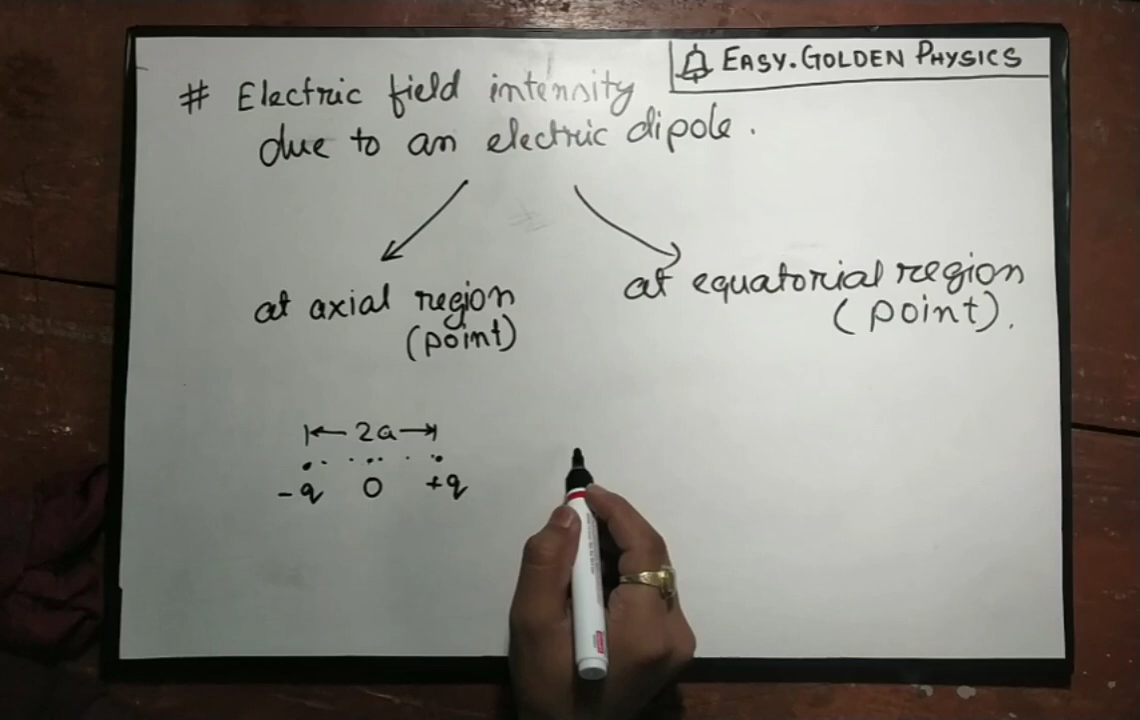 EASY.GOLDEN PHYSICS
# Electric field intensity
due to an electric dipole.
at axial region
(point)
at equatorial region
(point).
2a
-q O +q